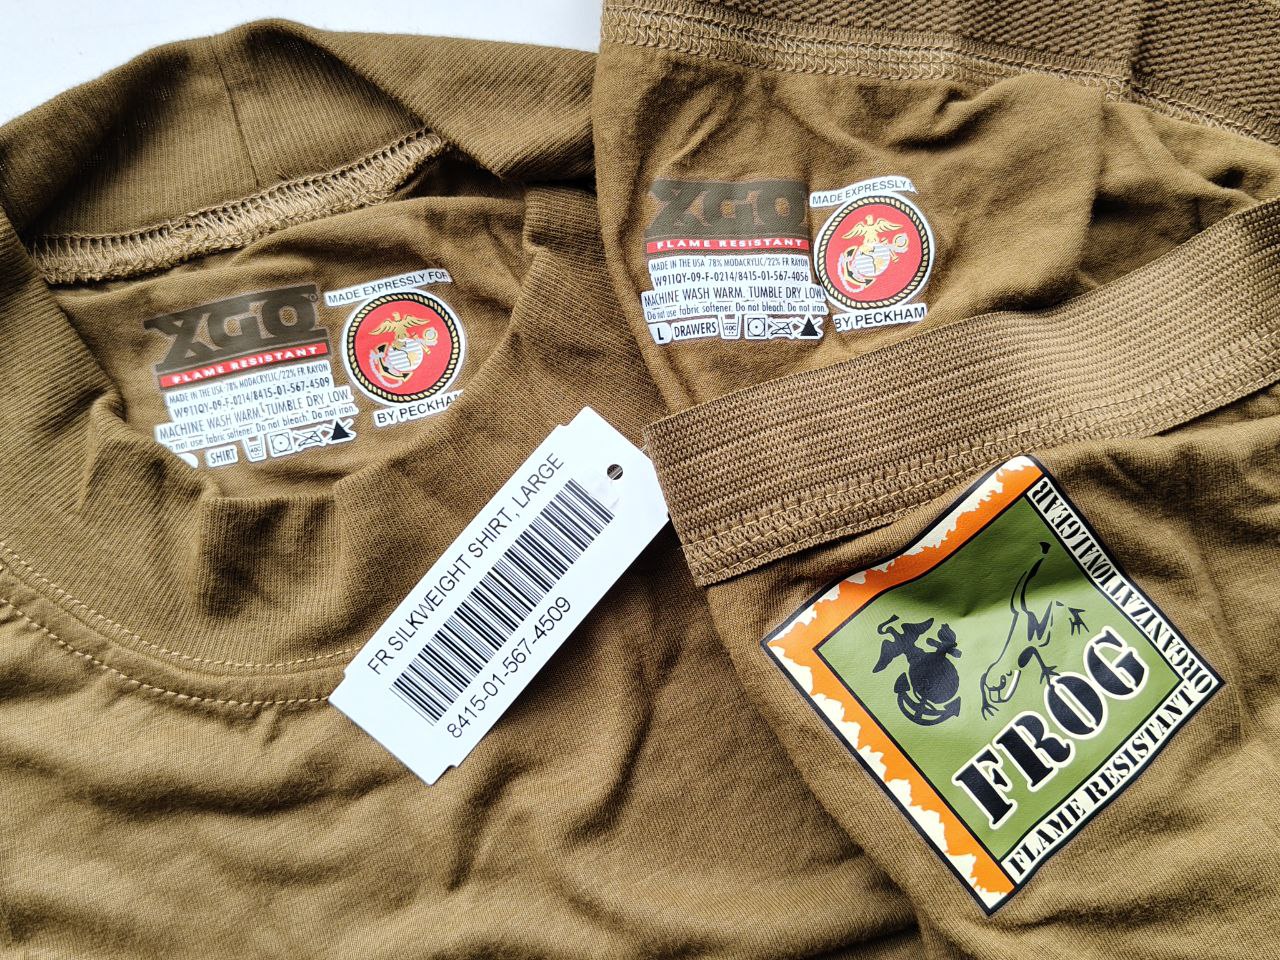 XGO®
FLAME RESISTANT
MADE IN THE USA 78% MODACRYLIC/22% FR RAYON
W911QY-09-F-0214/8415-01-567-4509
MACHINE WASH WARM. TUMBLE DRY LOW
not use fabric softener. Do not bleach. Do not iron.
SHIRT
MADE EXPRESSLY FOR
BY PECKHAM
XGO
FLAME RESISTANT
MADE IN THE USA 78% MODACRYLIC/22% FR RAYON
W911QY-09-F-0214/8415-01-567-4056
MACHINE WASH WARM. TUMBLE DRY LOW
Do not use fabric softener. Do not bleach. Do not iron.
L DRAWERS
MADE EXPRESSLY
BY PECKHAM
FR SILKWEIGHT SHIRT, LARGE
8415-01-567-4509
FROG
FLAME RESISTANT
ORGANIZATIONAL GEAR